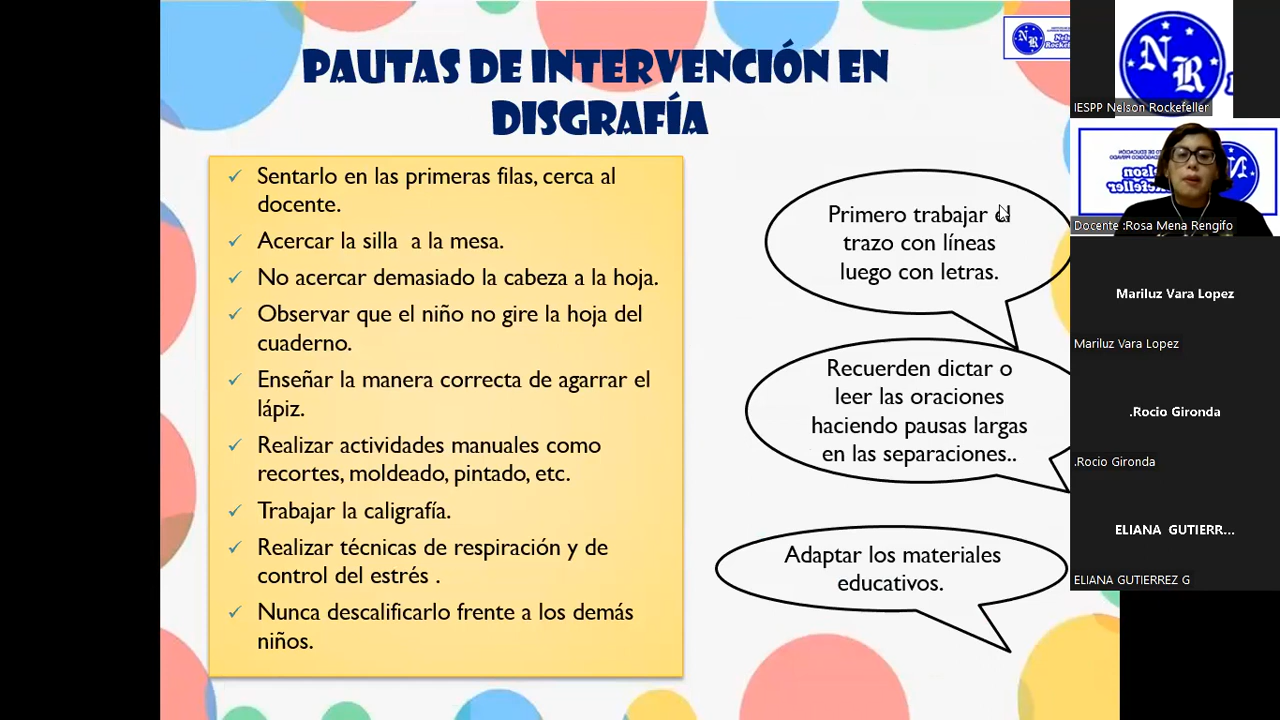 PAUTAS DE INTERVENCIÓN EN
DISGRAFÍA
Sentarlo en las primeras filas, cerca al
docente.
Acercar la silla a la mesa.
No acercar demasiado la cabeza a la hoja.
Observar que el niño no gire la hoja del
cuaderno.
Enseñar la manera correcta de agarrar el
lápiz.
Realizar actividades manuales como
recortes, moldeado, pintado, etc.
Trabajar la caligrafía.
Realizar técnicas de respiración y de
control del estrés .
Nunca descalificarlo frente a los demás
niños.
Primero trabajar el
trazo con líneas
luego con letras.
Recuerden dictar o
leer las oraciones
haciendo pausas largas
en las separaciones..
Adaptar los materiales
educativos.
NR
N R
IESPP Nelson Rockefeller
Nelson
Rockefeller
Docente :Rosa Mena Rengifo
Mariluz Vara Lopez
Mariluz Vara Lopez
.Rocio Gironda
.Rocio Gironda
ELIANA GUTIERR...
ELIANA GUTIERREZ G